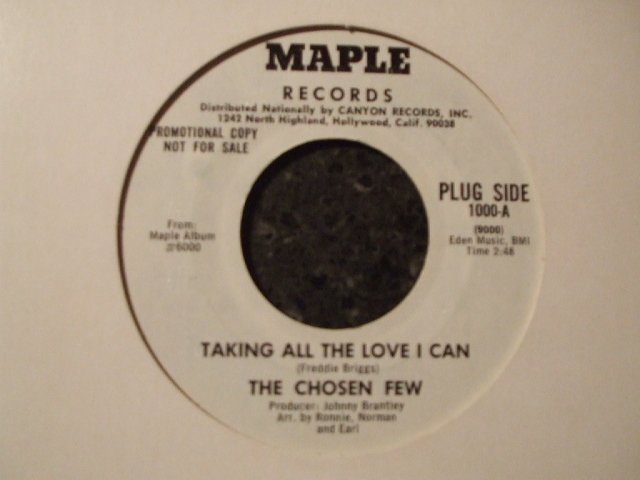 MAPLE
RECORDS
Distributed Nationally by CANYON RECORDS, INC.
1242 North Highland, Hollywood, Calif. 90038
PROMOTIONAL COPY
NOT FOR SALE
PLUG SIDE
1000-A
(9000)
Eden Music, BMI
Time 2:48
From:
Maple Album
#6000
TAKING ALL THE LOVE I CAN
(Freddie Briggs)
THE CHOSEN FEW
Producer: Johnny Brantley
Arr. by Ronnie, Norman
and Earl